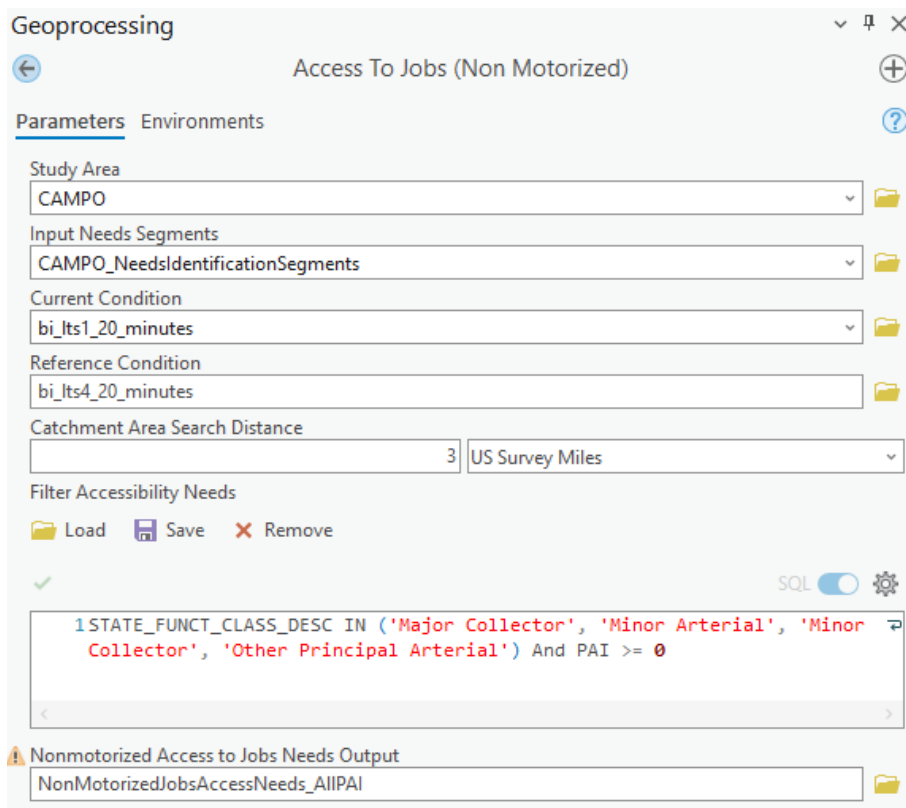 Geoprocessing
Access To Jobs (Non Motorized)
Parameters Environments
Study Area
CAMPO
Input Needs Segments
CAMPO_NeedsIdentificationSegments
Current Condition
bi_lts1_20_minutes
Reference Condition
bi_lts4_20_minutes
Catchment Area Search Distance
3 US Survey Miles
Filter Accessibility Needs
Load Save Remove
SQL
1 STATE_FUNCT_CLASS_DESC IN ('Major Collector', 'Minor Arterial', 'Minor
Collector', 'Other Principal Arterial') And PAI >= 0
Nonmotorized Access to Jobs Needs Output
NonMotorizedJobsAccessNeeds_AllPAI